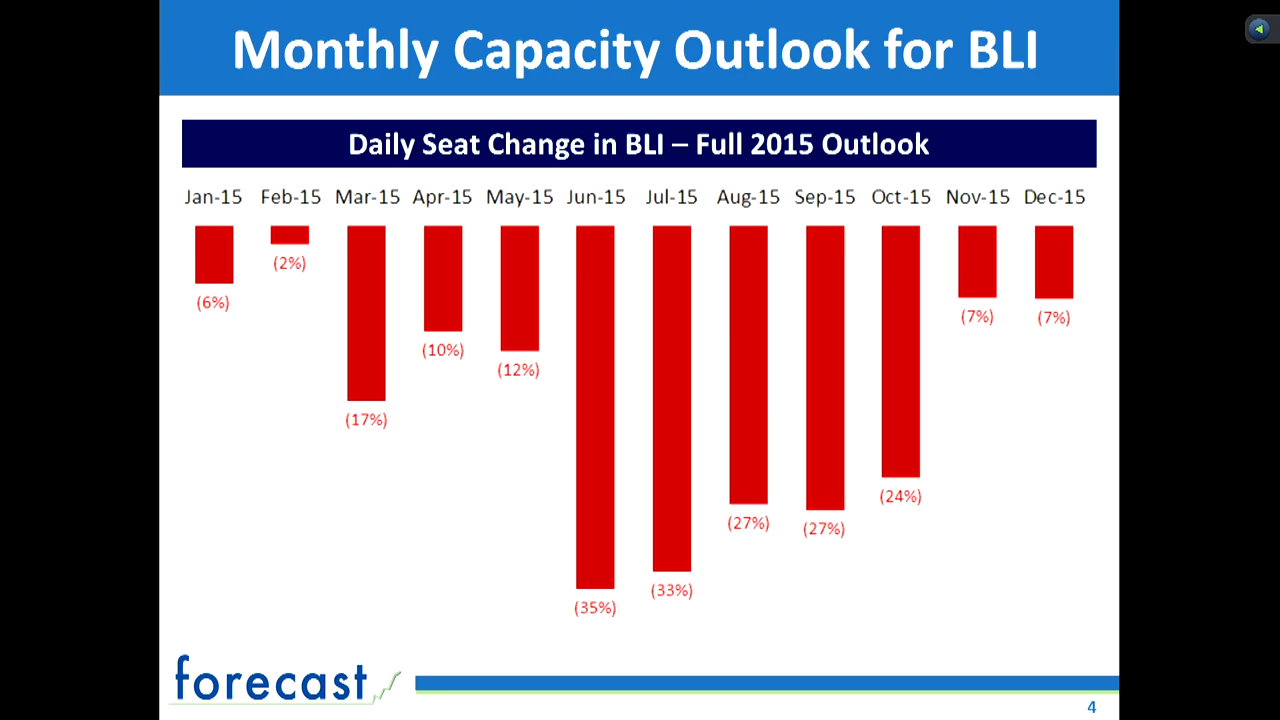 Monthly Capacity Outlook for BLI
Daily Seat Change in BLI – Full 2015 Outlook
Jan-15 Feb-15 Mar-15 Apr-15 May-15 Jun-15 Jul-15 Aug-15 Sep-15 Oct-15 Nov-15 Dec-15
(6%) (2%) (17%) (10%) (12%) (35%) (33%) (27%) (27%) (24%) (7%) (7%)
forecast
4